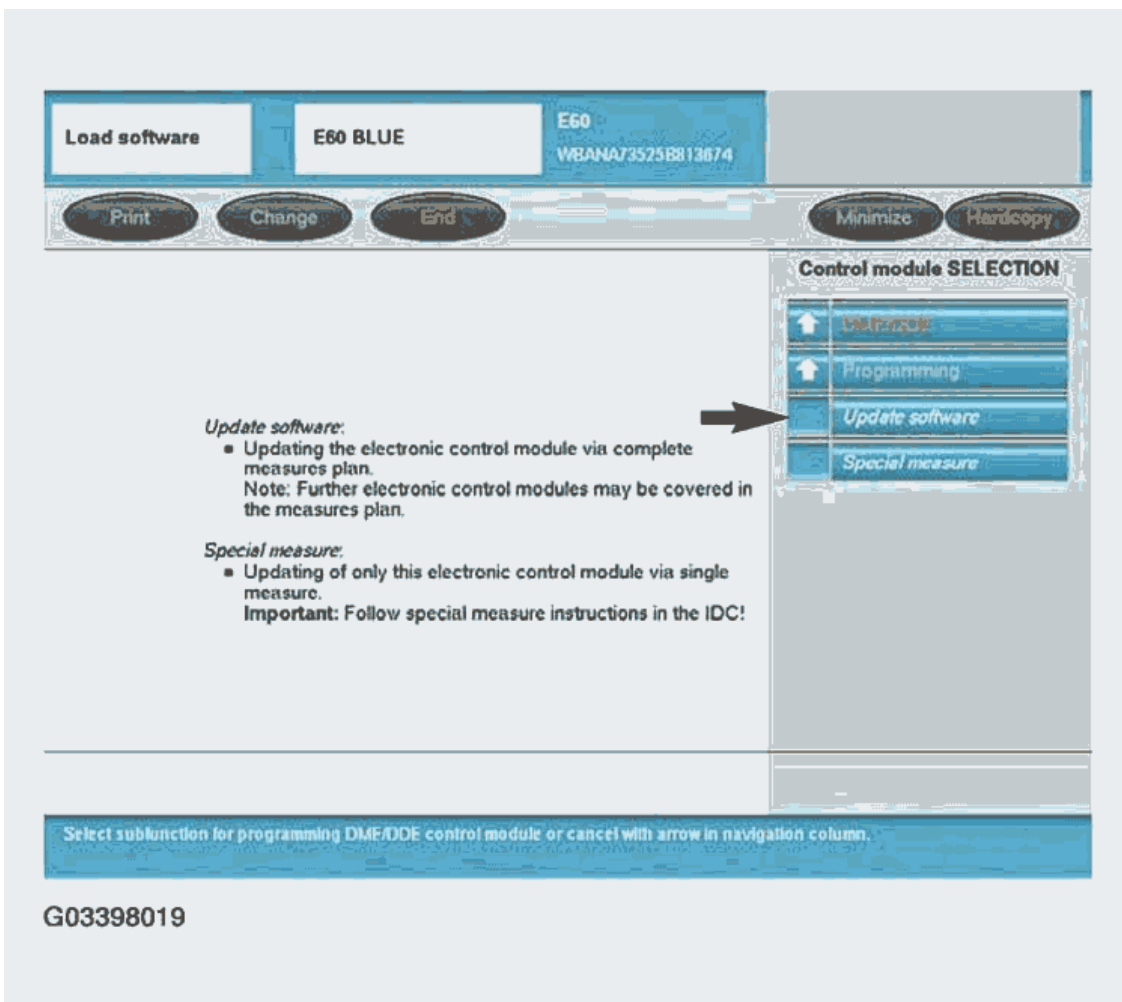 Load software
E60 BLUE
E60
WBANA73525B813674
Print
Change
End
Minimize
Hardcopy
Control module SELECTION
Programming
Update software
Special measure
Update software:
▪ Updating the electronic control module via complete
measures plan.
Note: Further electronic control modules may be covered in
the measures plan.
Special measure:
▪ Updating of only this electronic control module via single
measure.
Important: Follow special measure instructions in the IDC!
Select subfunction for programming DME/DDE control module or cancel with arrow in navigation column.
G03398019